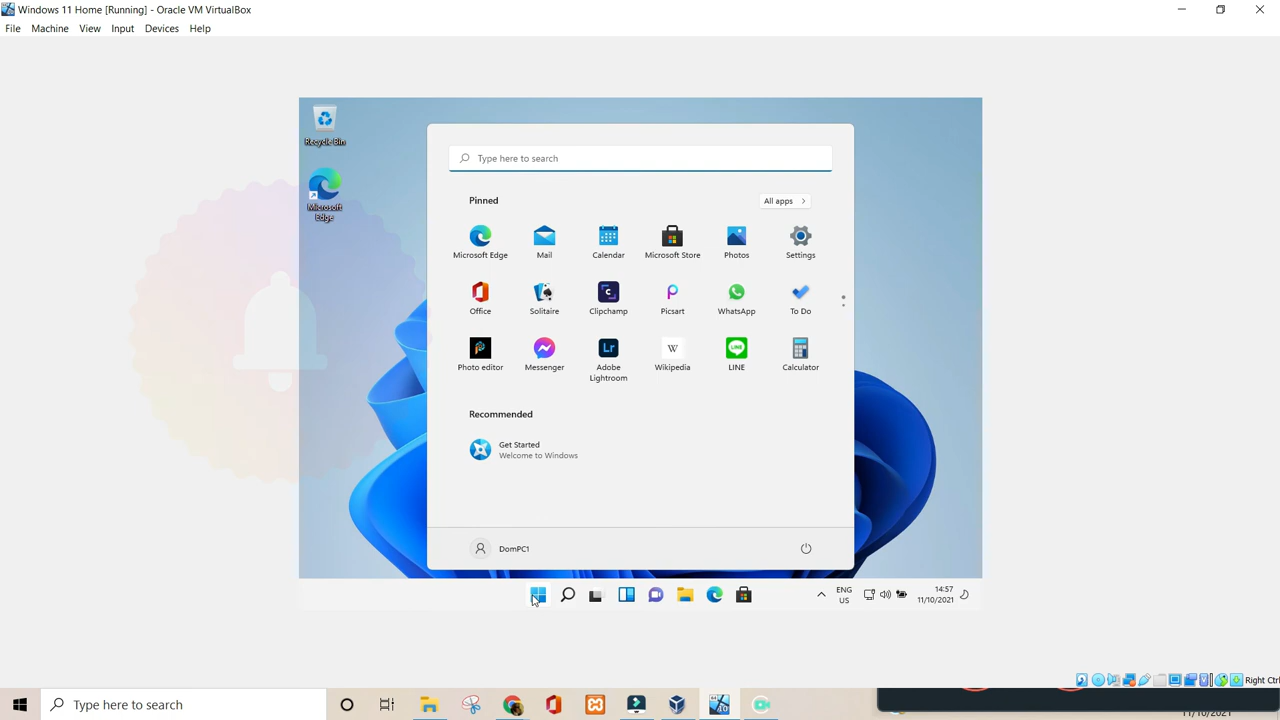 Windows 11 Home [Running] - Oracle VM VirtualBox
File Machine View Input Devices Help
Recycle Bin
Microsoft
Edge
Type here to search
Pinned
All apps
Microsoft Edge Mail Calendar Microsoft Store Photos Settings
Office Solitaire Clipchamp Picsart WhatsApp To Do
Photo editor Messenger Adobe Lightroom Wikipedia LINE Calculator
Recommended
Get Started
Welcome to Windows
DomPC1
ENG
US
14:57
11/10/2021
Right Ctrl
Type here to search